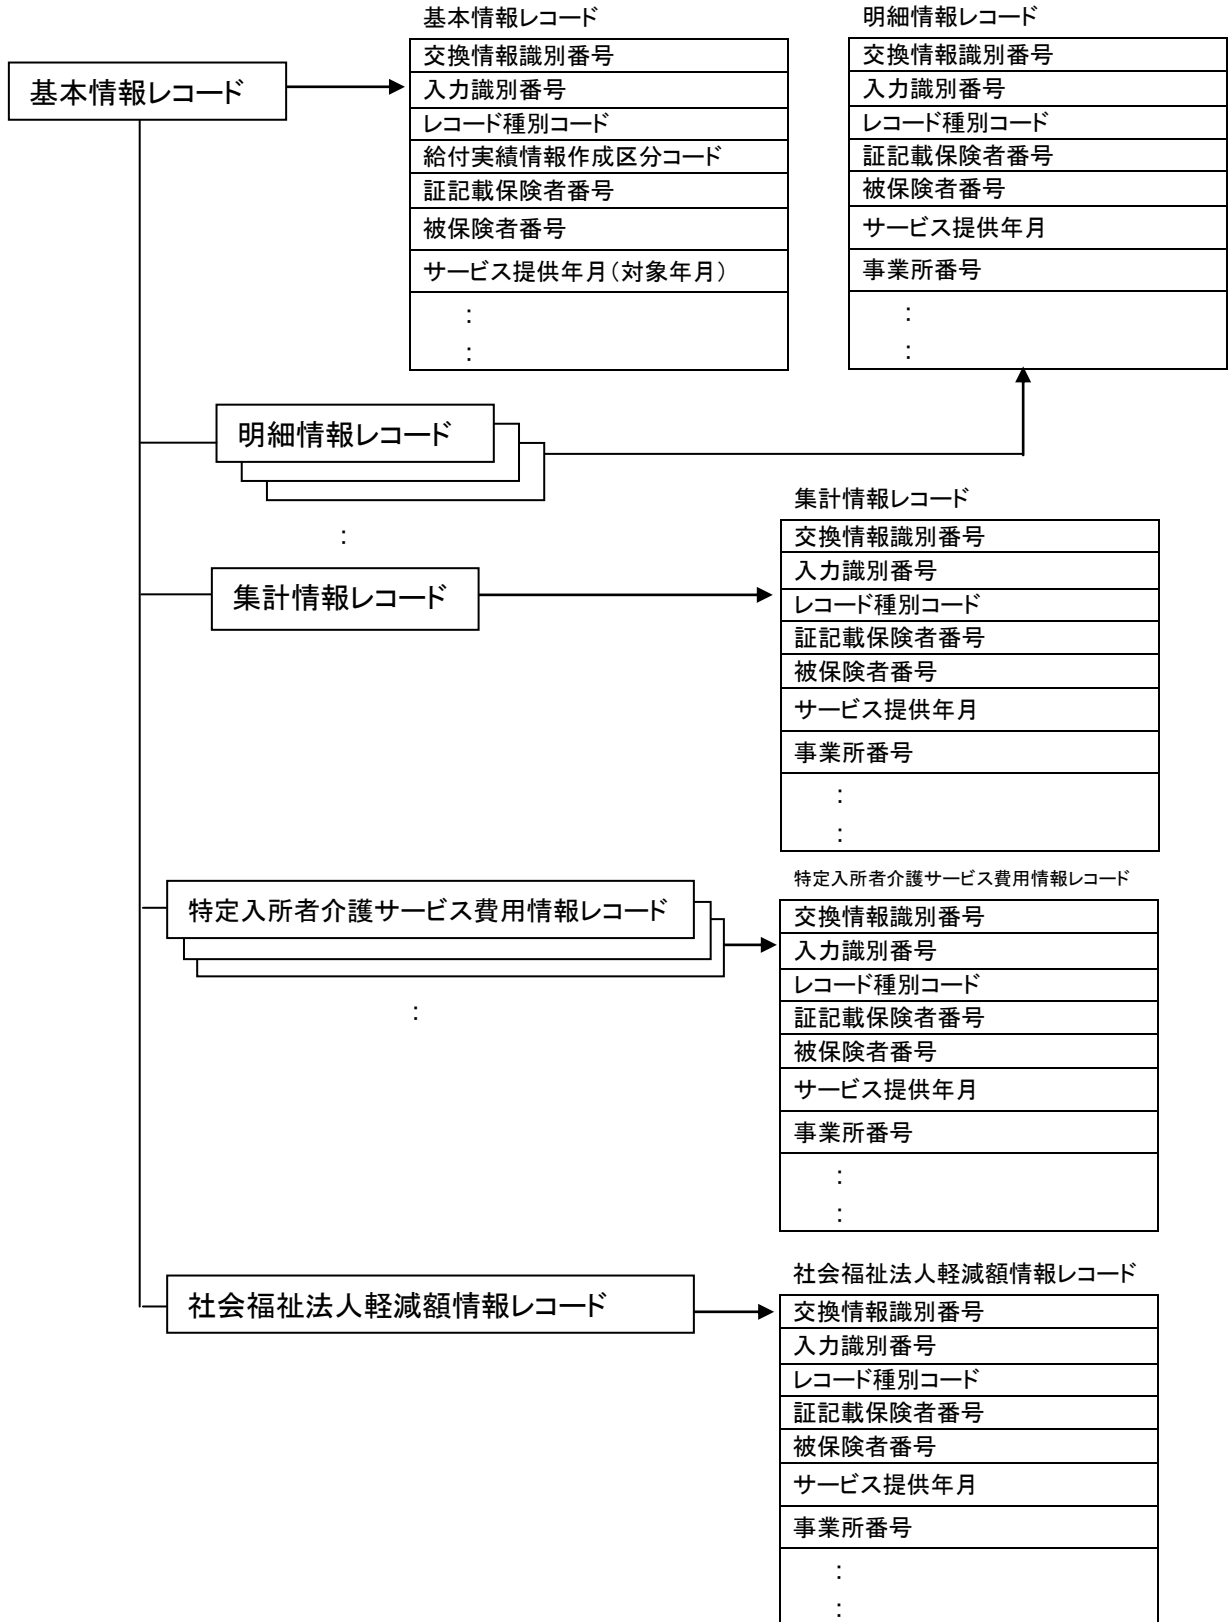 基本情報レコード
基本情報レコード
交換情報識別番号
入力識別番号
レコード種別コード
給付実績情報作成区分コード
証記載保険者番号
被保険者番号
サービス提供年月(対象年月)
:
:
明細情報レコード
交換情報識別番号
入力識別番号
レコード種別コード
証記載保険者番号
被保険者番号
サービス提供年月
事業所番号
:
:
明細情報レコード
:
集計情報レコード
集計情報レコード
交換情報識別番号
入力識別番号
レコード種別コード
証記載保険者番号
被保険者番号
サービス提供年月
事業所番号
:
:
特定入所者介護サービス費用情報レコード
:
特定入所者介護サービス費用情報レコード
交換情報識別番号
入力識別番号
レコード種別コード
証記載保険者番号
被保険者番号
サービス提供年月
事業所番号
:
:
社会福祉法人軽減額情報レコード
社会福祉法人軽減額情報レコード
交換情報識別番号
入力識別番号
レコード種別コード
証記載保険者番号
被保険者番号
サービス提供年月
事業所番号
:
: